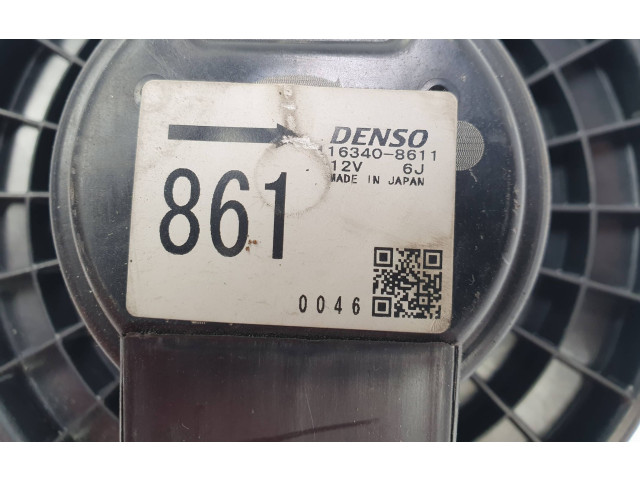 DENSO
16340-8611
12V 6J
MADE IN JAPAN
861
0046